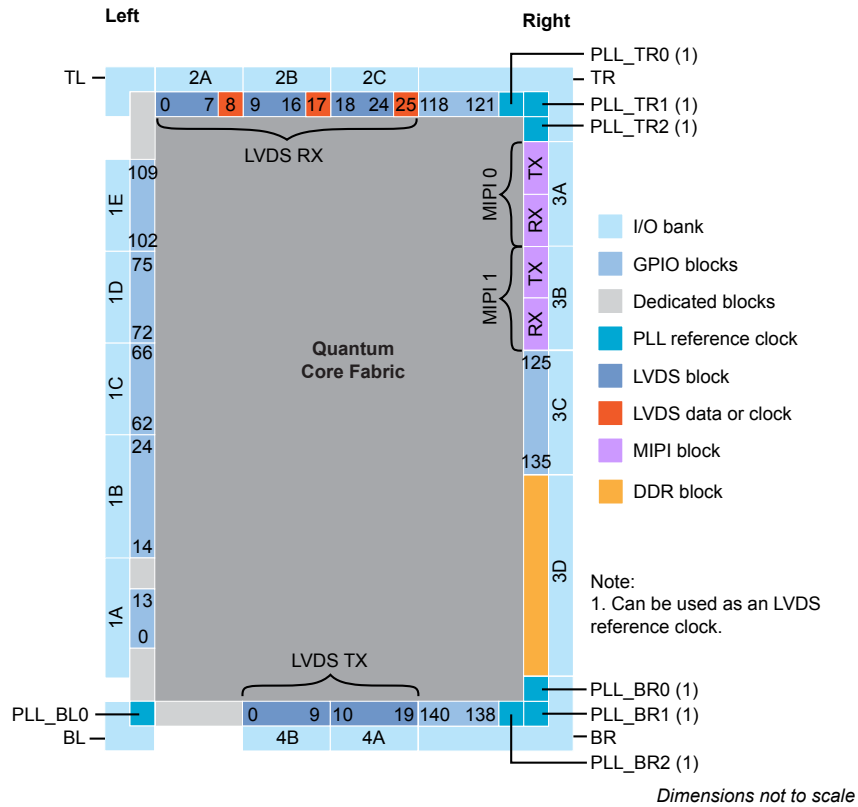 Left
Right
PLL_TR0 (1)
TL
2A
2B
2C
TR
0 7 8 9 16 17 18 24 25 118 121
PLL_TR1 (1)
PLL_TR2 (1)
LVDS RX
109
1E
102
75
1D
72
66
1C
62
24
1B
14
13
1A
0
MIPI 0
TX
RX
3A
MIPI 1
TX
RX
3B
125
3C
135
3D
Quantum
Core Fabric
I/O bank
GPIO blocks
Dedicated blocks
PLL reference clock
LVDS block
LVDS data or clock
MIPI block
DDR block
Note:
1. Can be used as an LVDS
reference clock.
LVDS TX
PLL_BR0 (1)
PLL_BL0
0 9 10 19 140 138
PLL_BR1 (1)
BL
4B
4A
BR
PLL_BR2 (1)
Dimensions not to scale